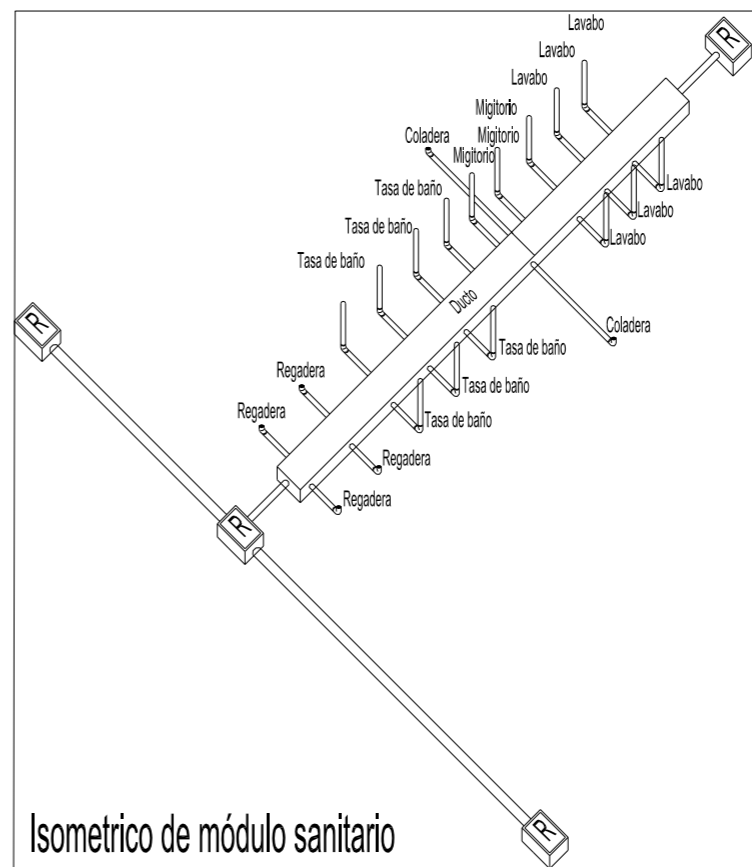 Lavabo
Lavabo
Lavabo
Migitorio
Migitorio
Migitorio
Coladera
Tasa de baño
Tasa de baño
Tasa de baño
Regadera
Regadera
R
Lavabo
Lavabo
Lavabo
Coladera
Ducto
Tasa de baño
Tasa de baño
Tasa de baño
Regadera
Regadera
R
R
R
Isometrico de módulo sanitario